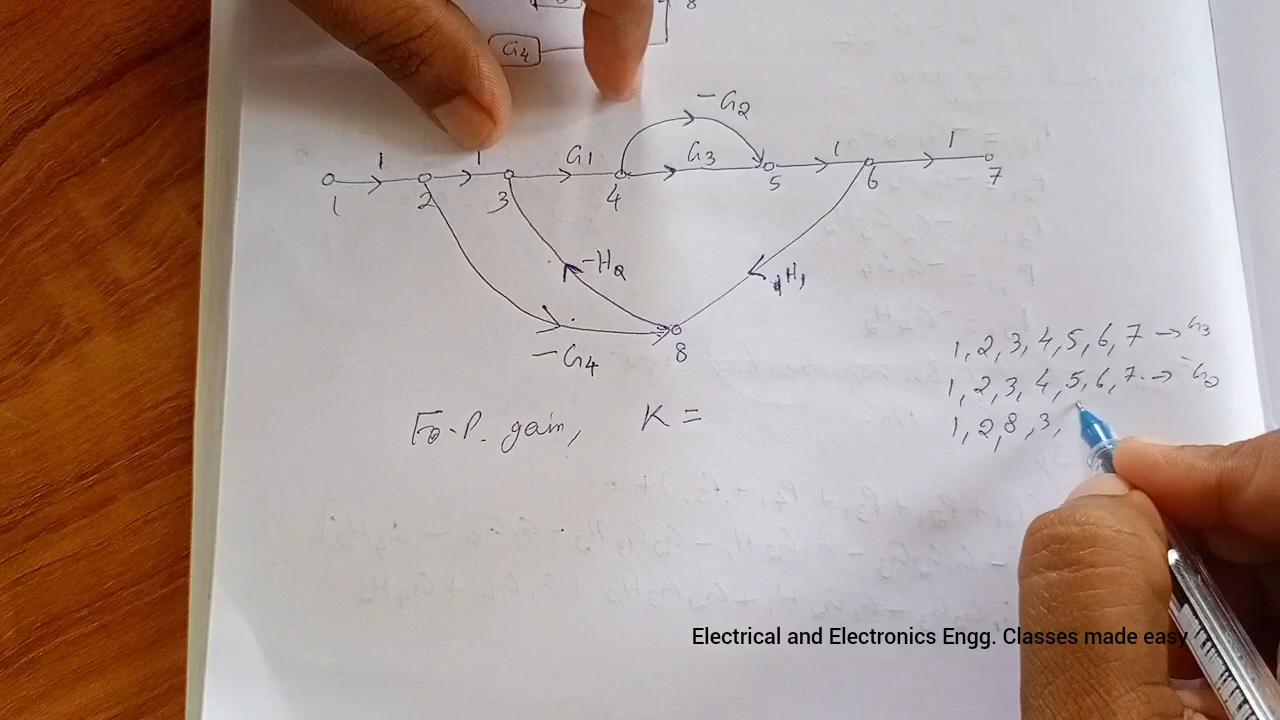 G4
8
-G2
1
1
G1
G3
1
1
1
2
3
4
5
6
7
-H2
H1
-G4
8
1, 2, 3, 4, 5, 6, 7 → G3
1, 2, 3, 4, 5, 6, 7. → -G2
1, 2, 8, 3,
Fo.P. gain, K =
Electrical and Electronics Engg. Classes made easy